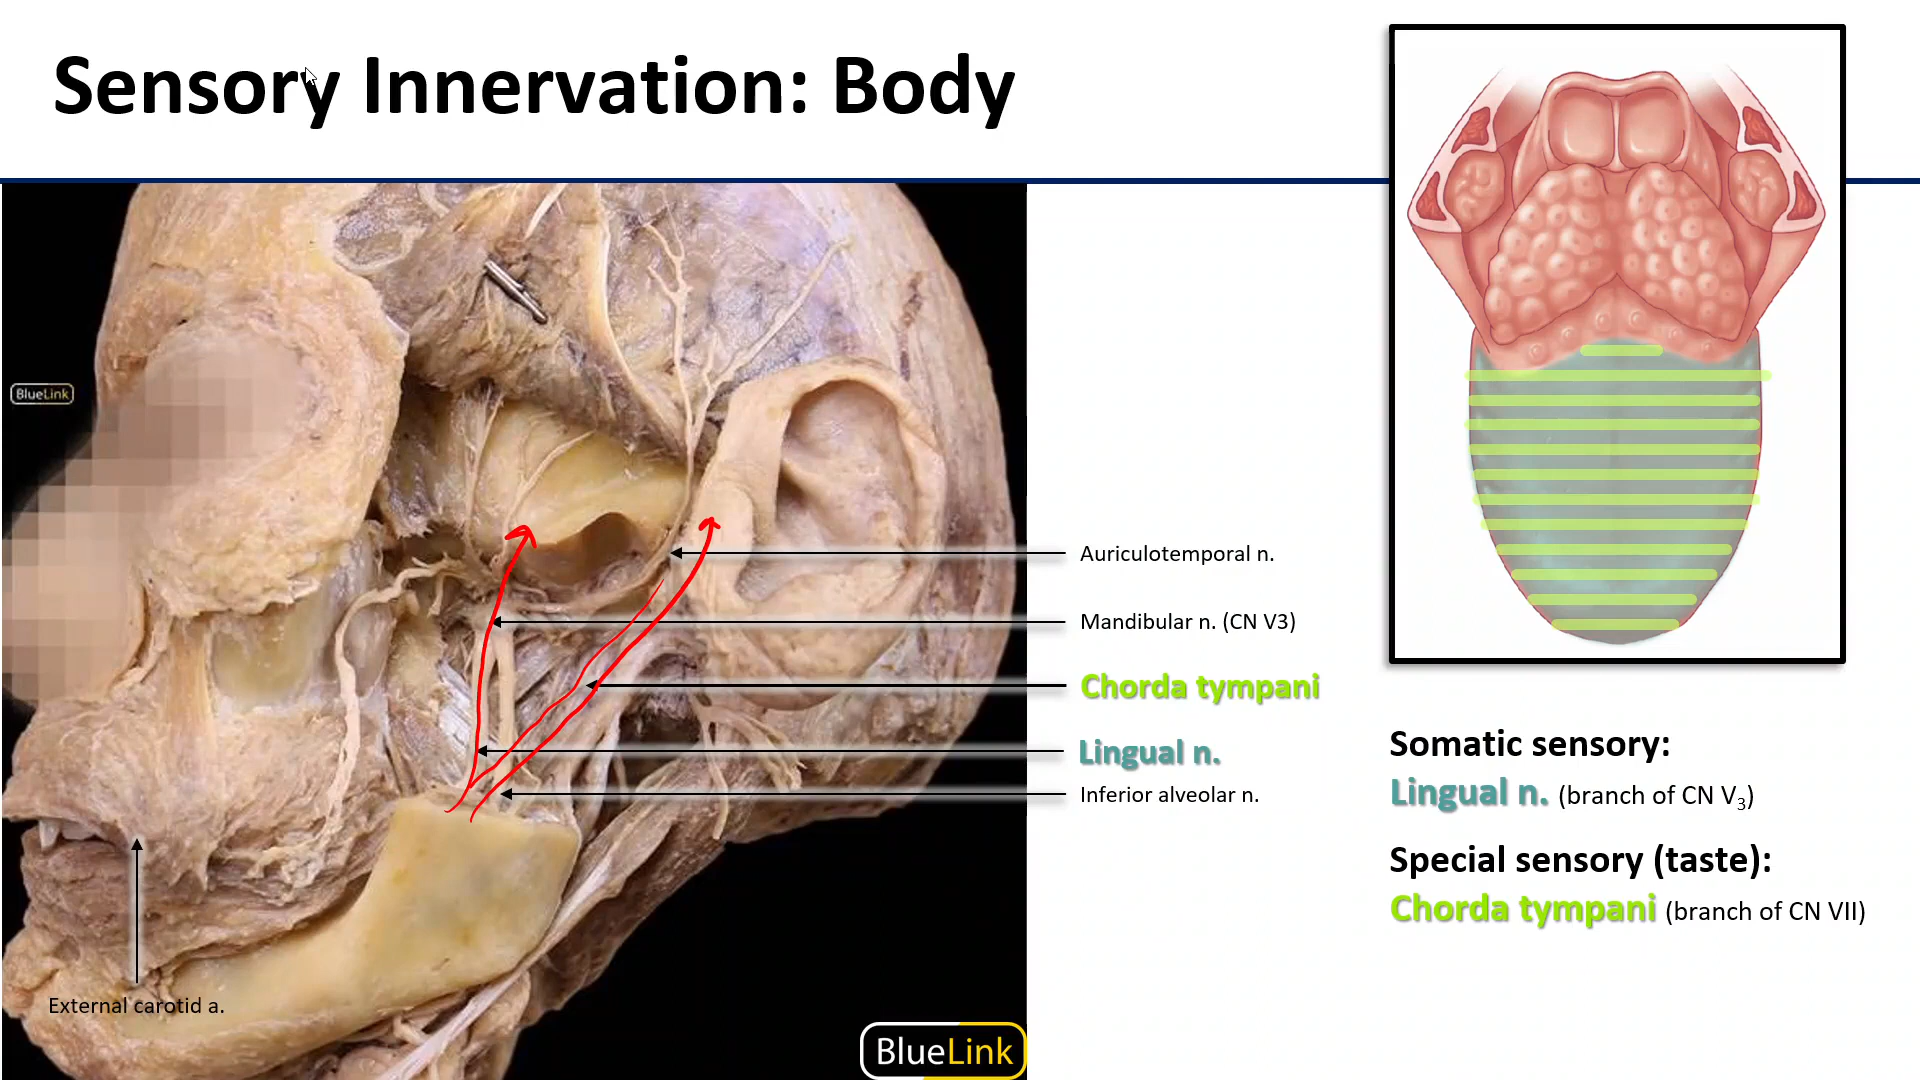 Sensory Innervation: Body
BlueLink
Auriculotemporal n.
Mandibular n. (CN V3)
Chorda tympani
Lingual n.
Inferior alveolar n.
External carotid a.
BlueLink
Somatic sensory:
Lingual n. (branch of CN V3)
Special sensory (taste):
Chorda tympani (branch of CN VII)